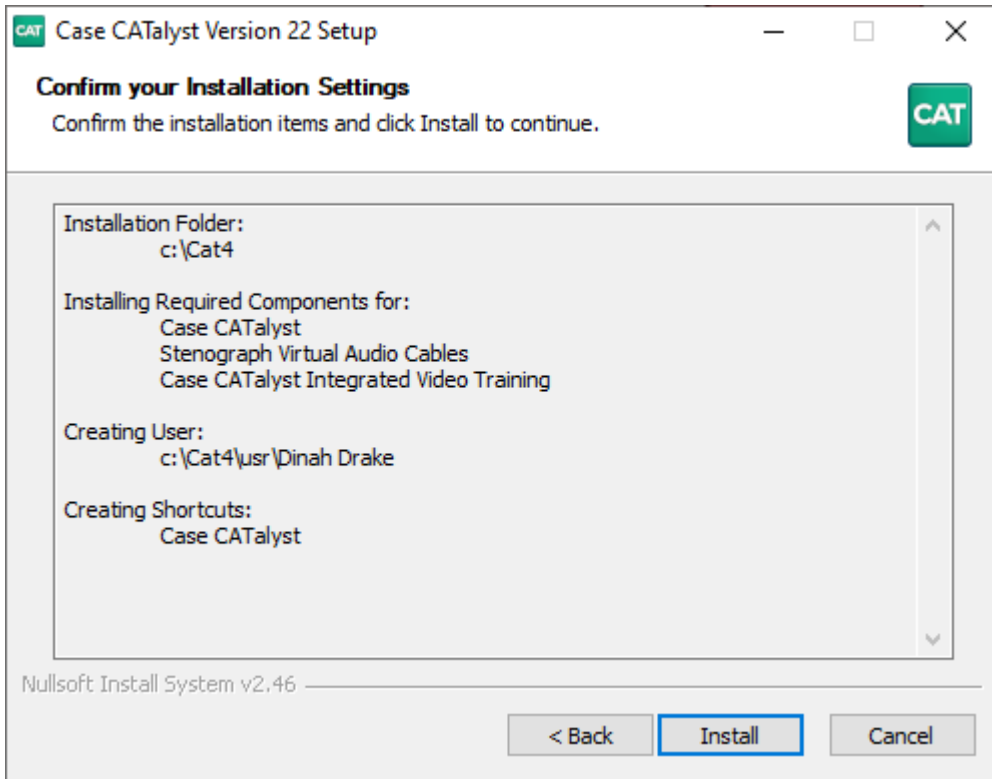 CAT Case CATalyst Version 22 Setup
Confirm your Installation Settings
Confirm the installation items and click Install to continue.
CAT
Installation Folder:
c:\Cat4
Installing Required Components for:
Case CATalyst
Stenograph Virtual Audio Cables
Case CATalyst Integrated Video Training
Creating User:
c:\Cat4\usr\Dinah Drake
Creating Shortcuts:
Case CATalyst
Nullsoft Install System v2.46
< Back Install Cancel